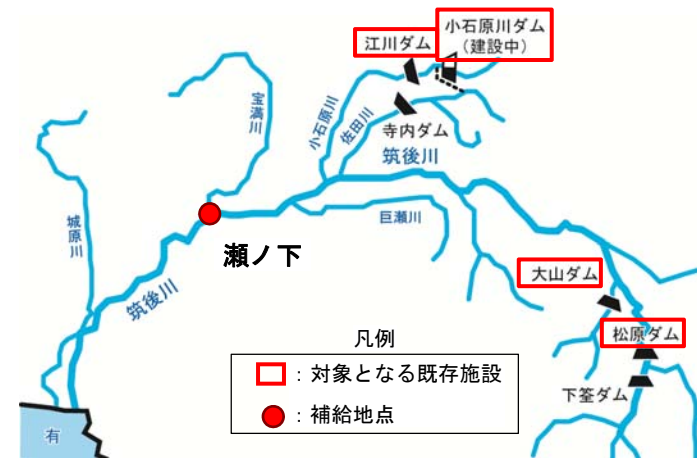 小石原川ダム
（建設中）
江川ダム
宝満川
小石原川
佐田川
寺内ダム
筑後川
城原川
巨瀬川
瀬ノ下
筑後川
大山ダム
松原ダム
下筌ダム
凡例
：対象となる既存施設
：補給地点
有